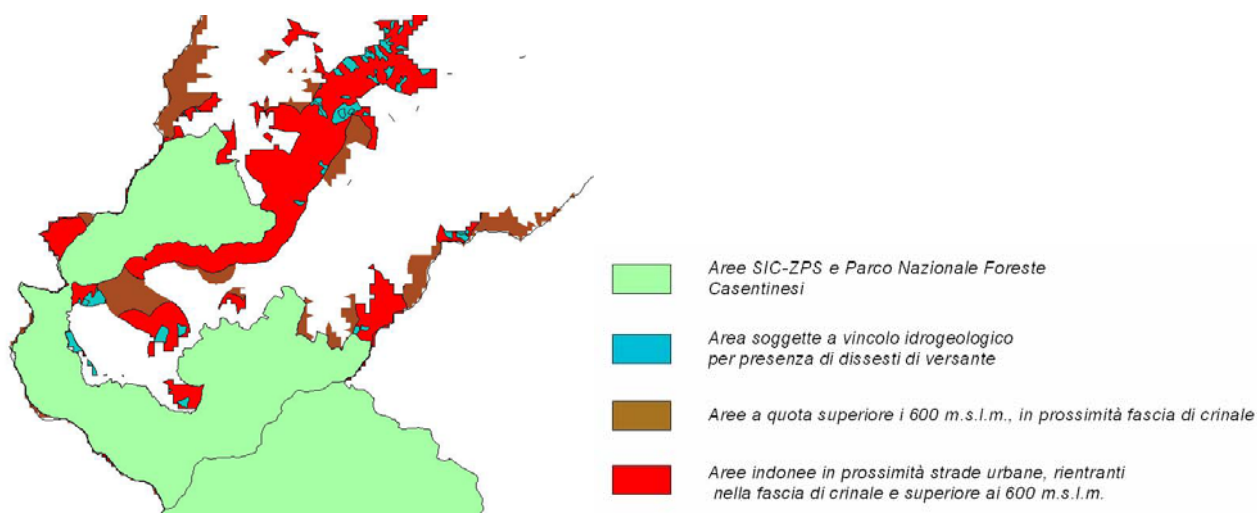 Aree SIC-ZPS e Parco Nazionale Foreste
Casentinesi
Area soggette a vincolo idrogeologico
per presenza di dissesti di versante
Aree a quota superiore i 600 m.s.l.m., in prossimità fascia di crinale
Aree indonee in prossimità strade urbane, rientranti
nella fascia di crinale e superiore ai 600 m.s.l.m.